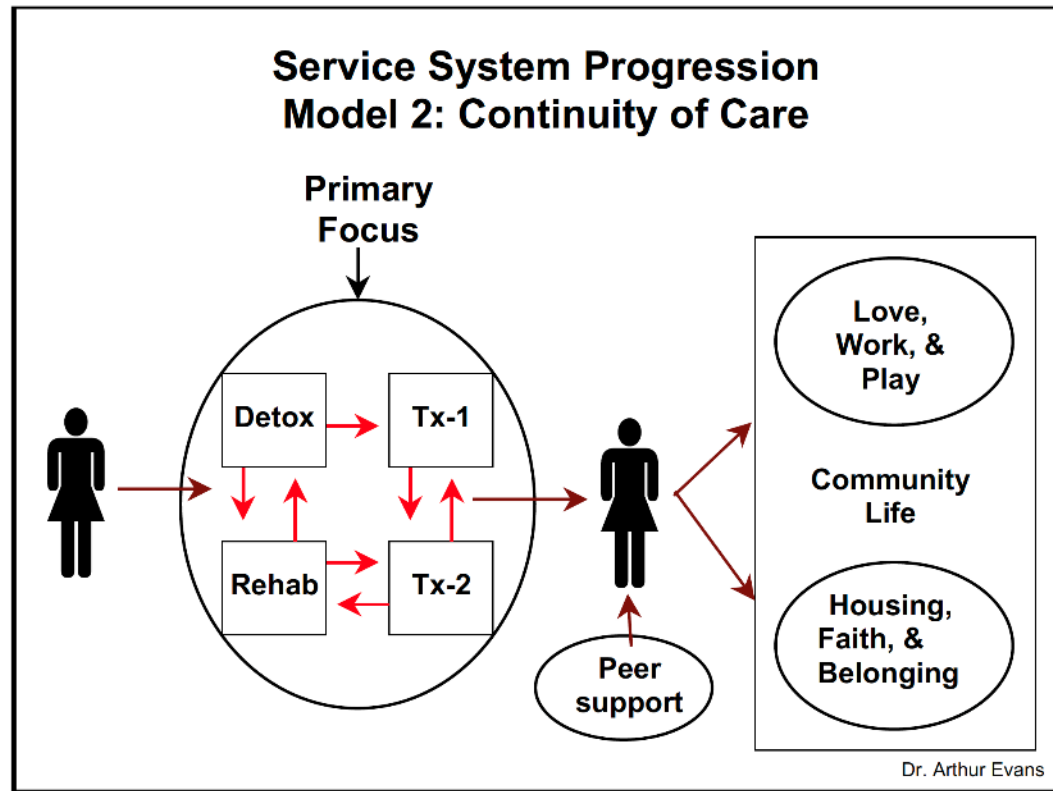 Service System Progression
Model 2: Continuity of Care
Primary
Focus
Detox
Tx-1
Rehab
Tx-2
Peer
support
Love,
Work, &
Play
Community
Life
Housing,
Faith, &
Belonging
Dr. Arthur Evans